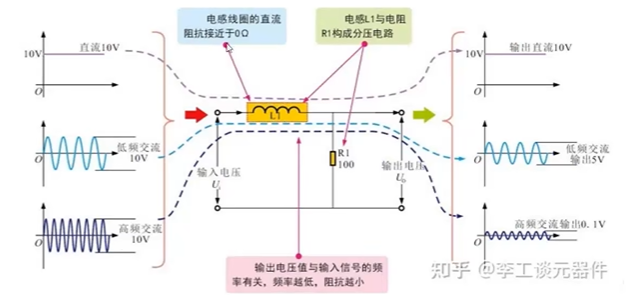 电感线圈的直流
阻抗接近于0Ω
电感L1与电阻
R1构成分压电路
直流10V
10V
O
输出直流10V
10V
O
L1
低频交流
10V
O
输入电压
Ui
R1
100
输出电压
Uo
低频交流
输出5V
O
高频交流
10V
O
高频交流输出0.1V
O
输出电压值与输入信号的频
率有关，频率越低，阻抗越小
知乎 @李工谈元器件